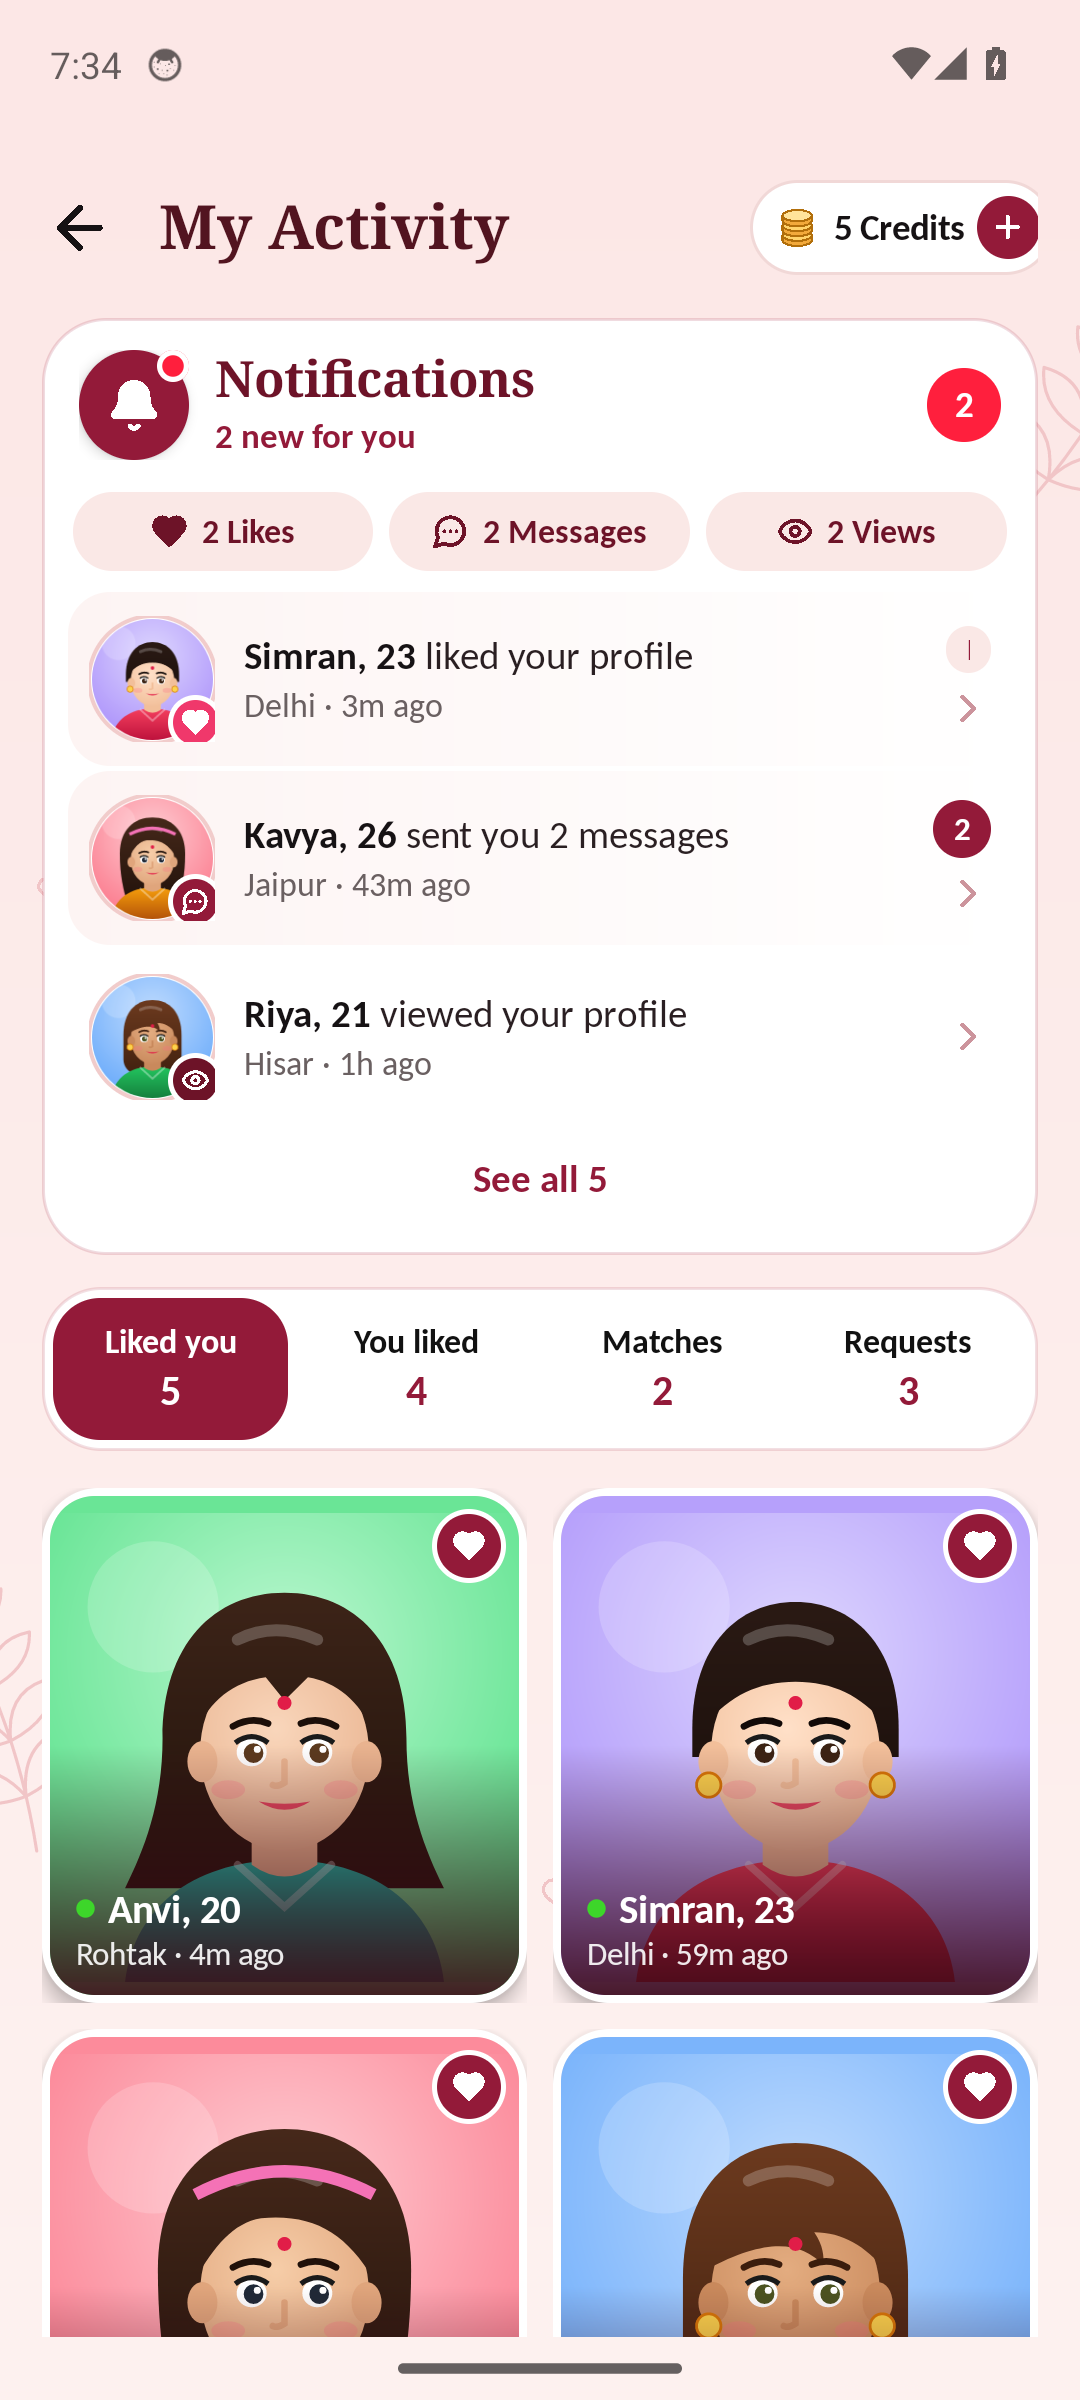 7:34
My Activity
5 Credits
Notifications
2 new for you
2
2 Likes
2 Messages
2 Views
Simran, 23 liked your profile
Delhi · 3m ago
Kavya, 26 sent you 2 messages
Jaipur · 43m ago
2
Riya, 21 viewed your profile
Hisar · 1h ago
See all 5
Liked you
5
You liked
4
Matches
2
Requests
3
Anvi, 20
Rohtak · 4m ago
Simran, 23
Delhi · 59m ago